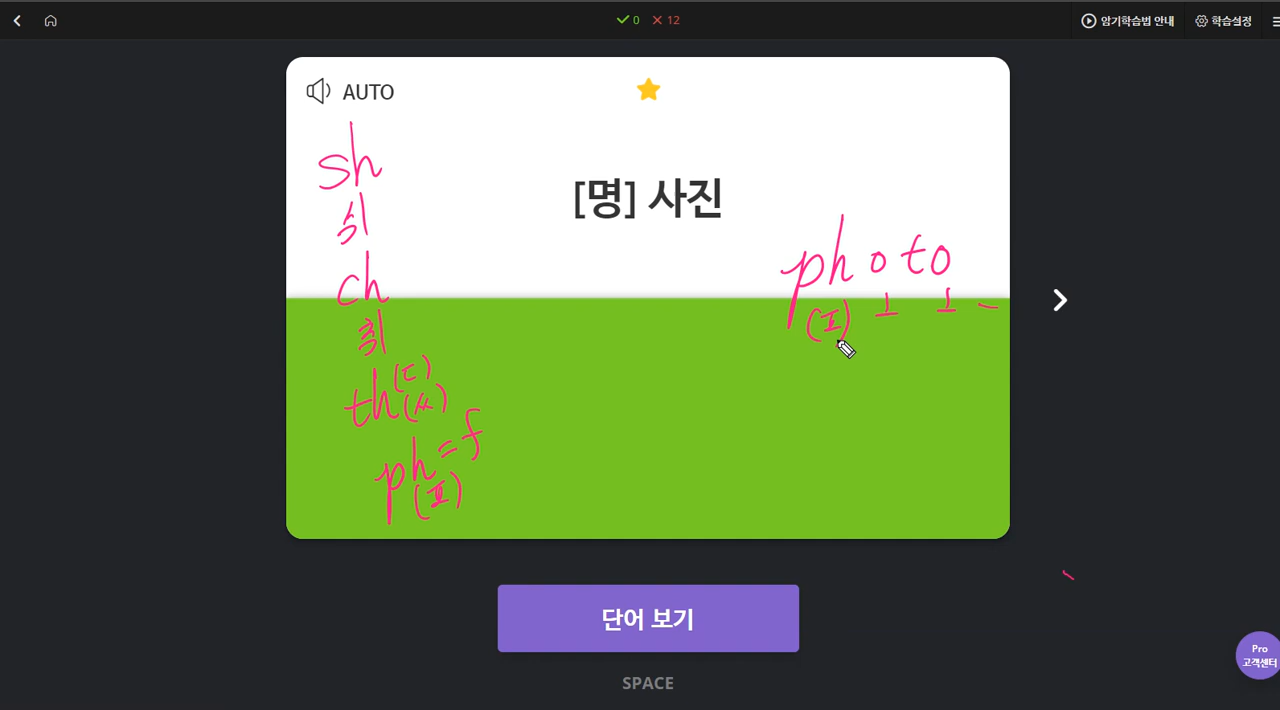 0 12 암기학습법 안내 학습설정
AUTO
[명] 사진
sh
쉬
ch
취
th (ㄷ)
(ㅆ)
ph = f
(ㅍ)
photo
(ㅍ) ㅗ ㅗ ㅡ
단어 보기
SPACE
Pro
고객센터